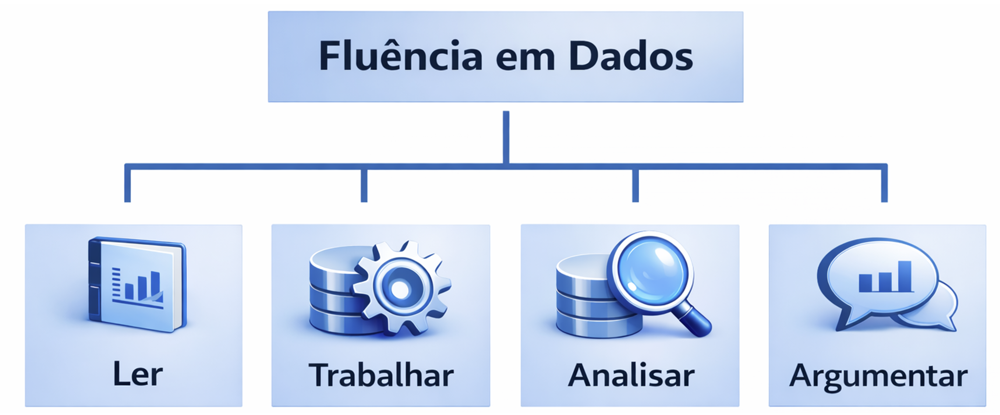 Fluência em Dados
Ler
Trabalhar
Analisar
Argumentar